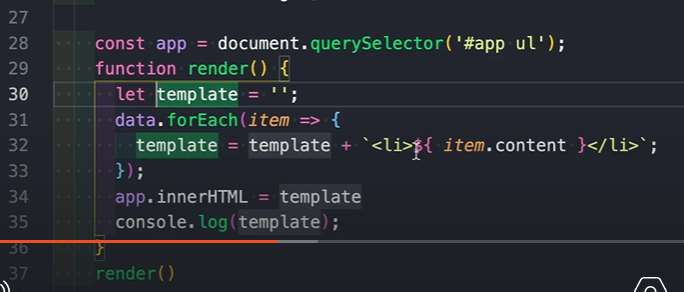 27
28 const app = document.querySelector('#app ul');
29 function render() {
30 let template = '';
31 data.forEach(item => {
32 template = template + `<li>${ item.content }</li>`;
33 });
34 app.innerHTML = template
35 console.log(template);
36 }
37 render()